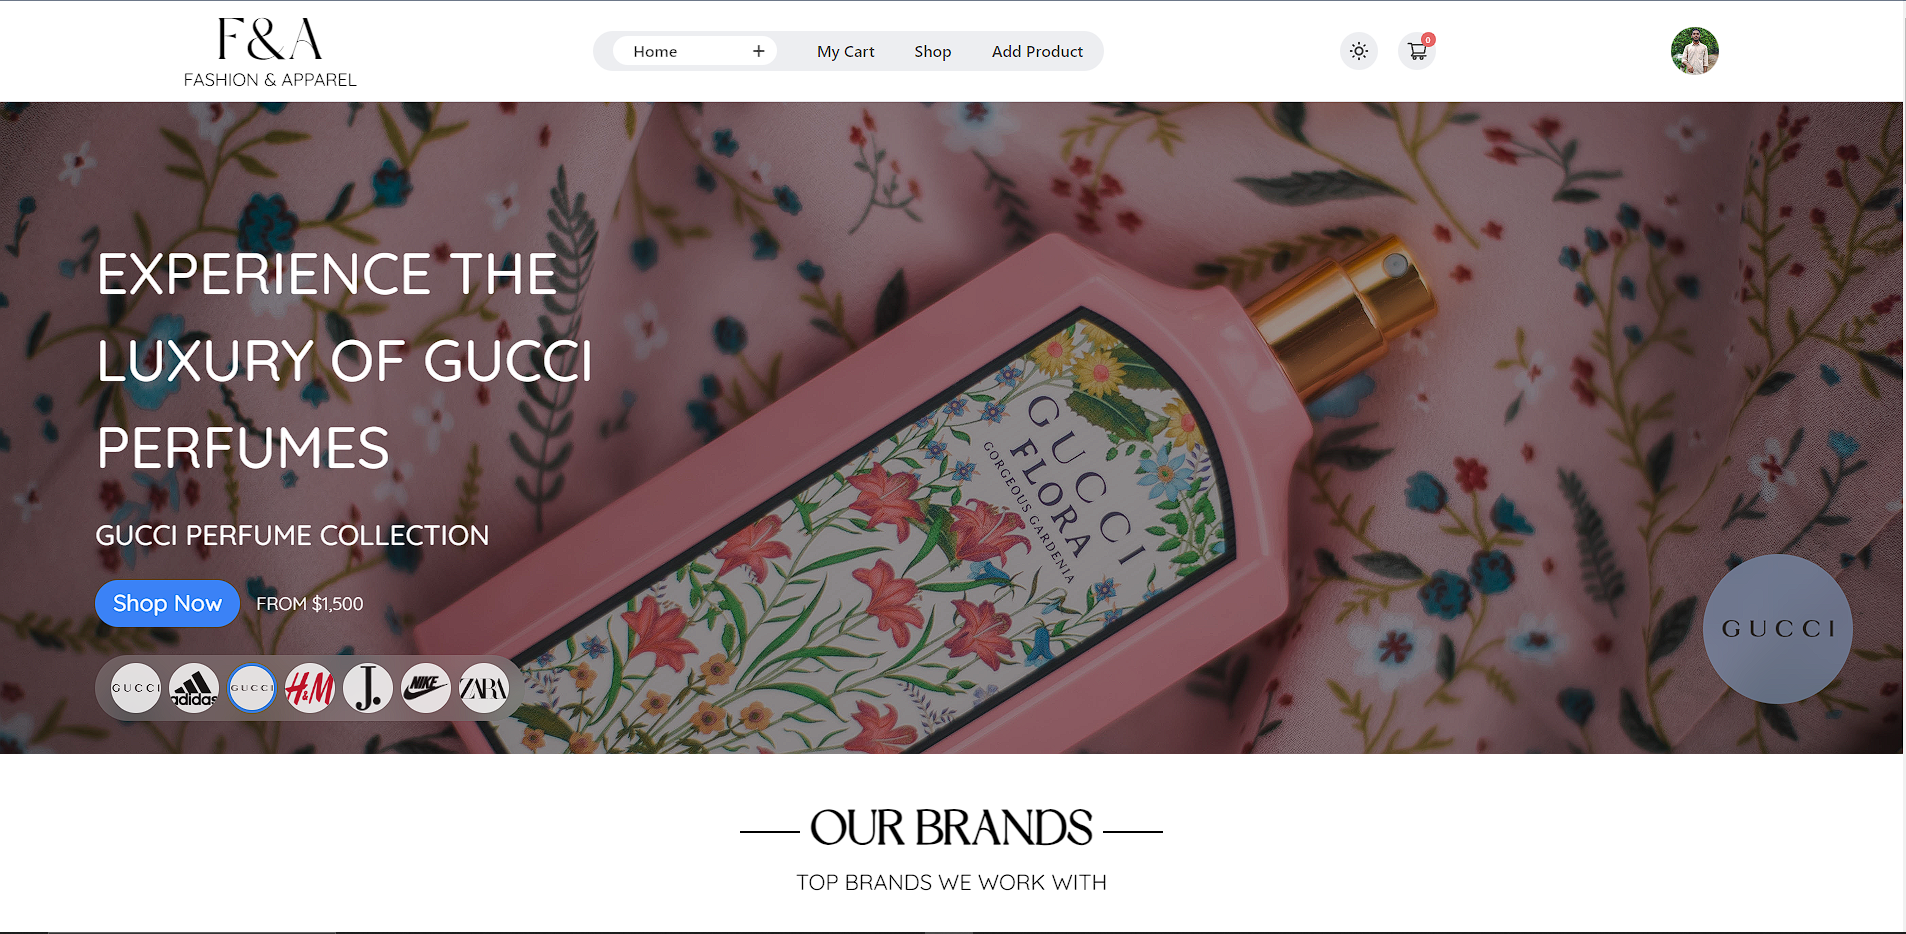 F&A
FASHION & APPAREL
Home +
My Cart
Shop
Add Product
0
EXPERIENCE THE
LUXURY OF GUCCI
PERFUMES
GUCCI PERFUME COLLECTION
Shop Now
FROM $1,500
GUCCI
adidas
GUCCI
H&M
J.
NIKE
ZARA
GUCCI
FLORA
GORGEOUS GARDENIA
GUCCI
OUR BRANDS
TOP BRANDS WE WORK WITH